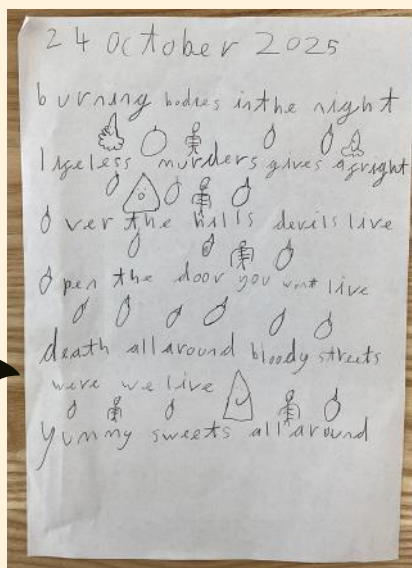 24 October 2025
burning bodies in the night
lifeless murders gives a fright
Over the hills devils live
Open the door you wont live
death all around bloody streets
were we live
yummy sweets all around